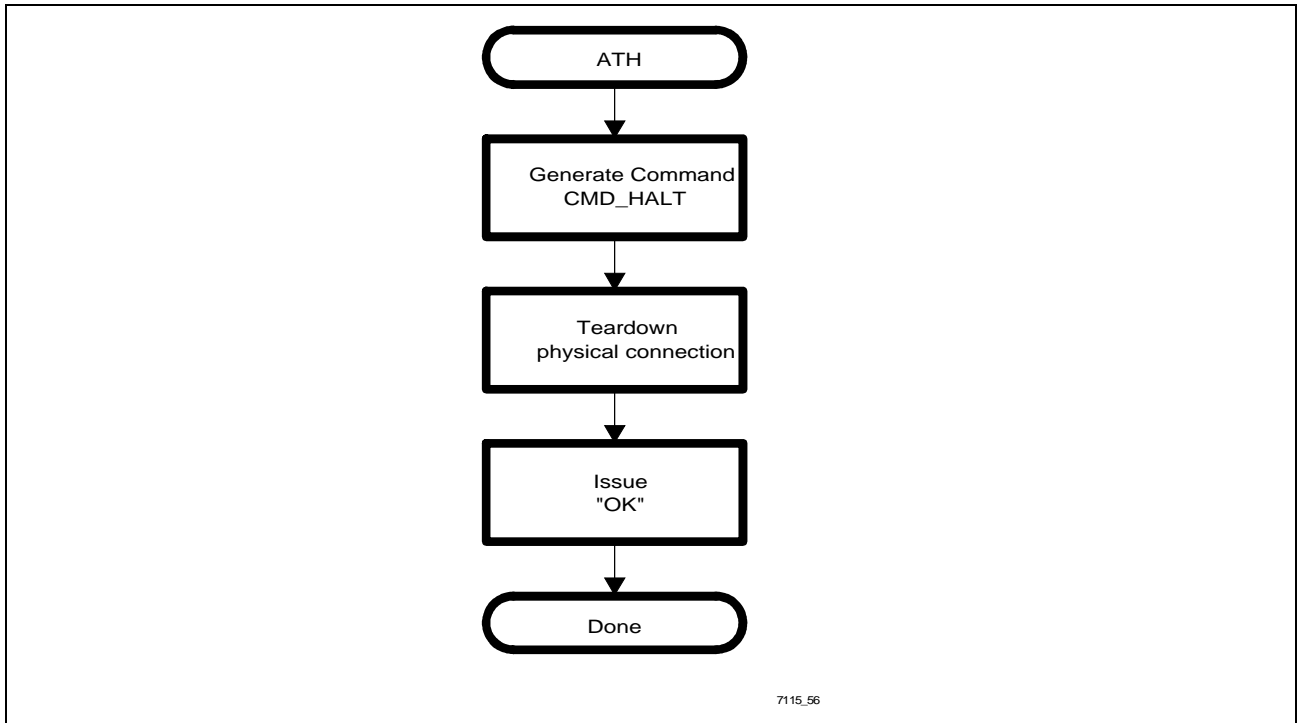 ATH
Generate Command
CMD_HALT
Teardown
physical connection
Issue
"OK"
Done
7115_56